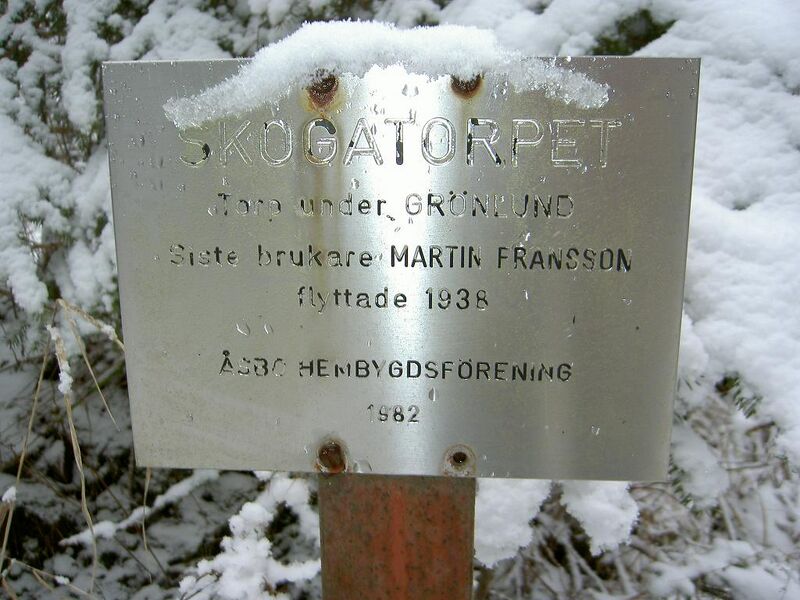 SKOGATORPET
Torp under GRÖNLUND
Siste brukare MARTIN FRANSSON
flyttade 1938
ÅSBO HEMBYGDSFÖRENING
1982